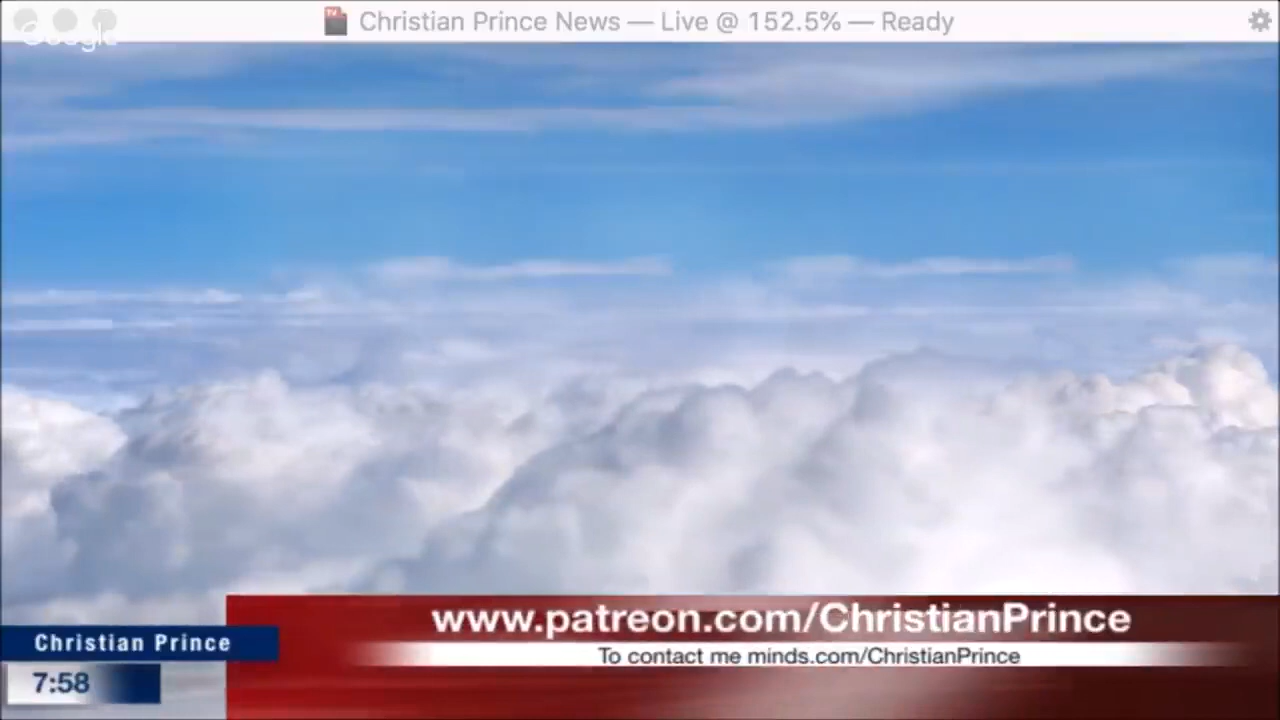 Christian Prince News — Live @ 152.5% — Ready
Google
www.patreon.com/ChristianPrince
To contact me minds.com/ChristianPrince
Christian Prince
7:58